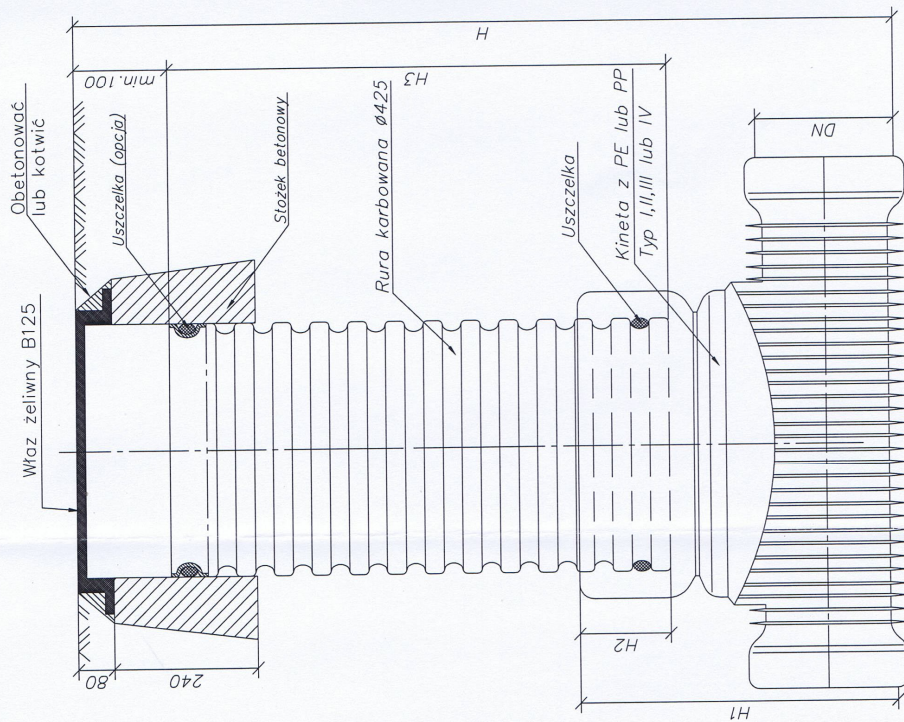 Właz żeliwny B125
Obetonować
lub kotwić
Uszczelka (opcja)
Stożek betonowy
Rura karbowana ø425
Uszczelka
Kineta z PE lub PP
Typ I,II,III lub IV
min.100
H3
H
DN
80
240
H2
H1